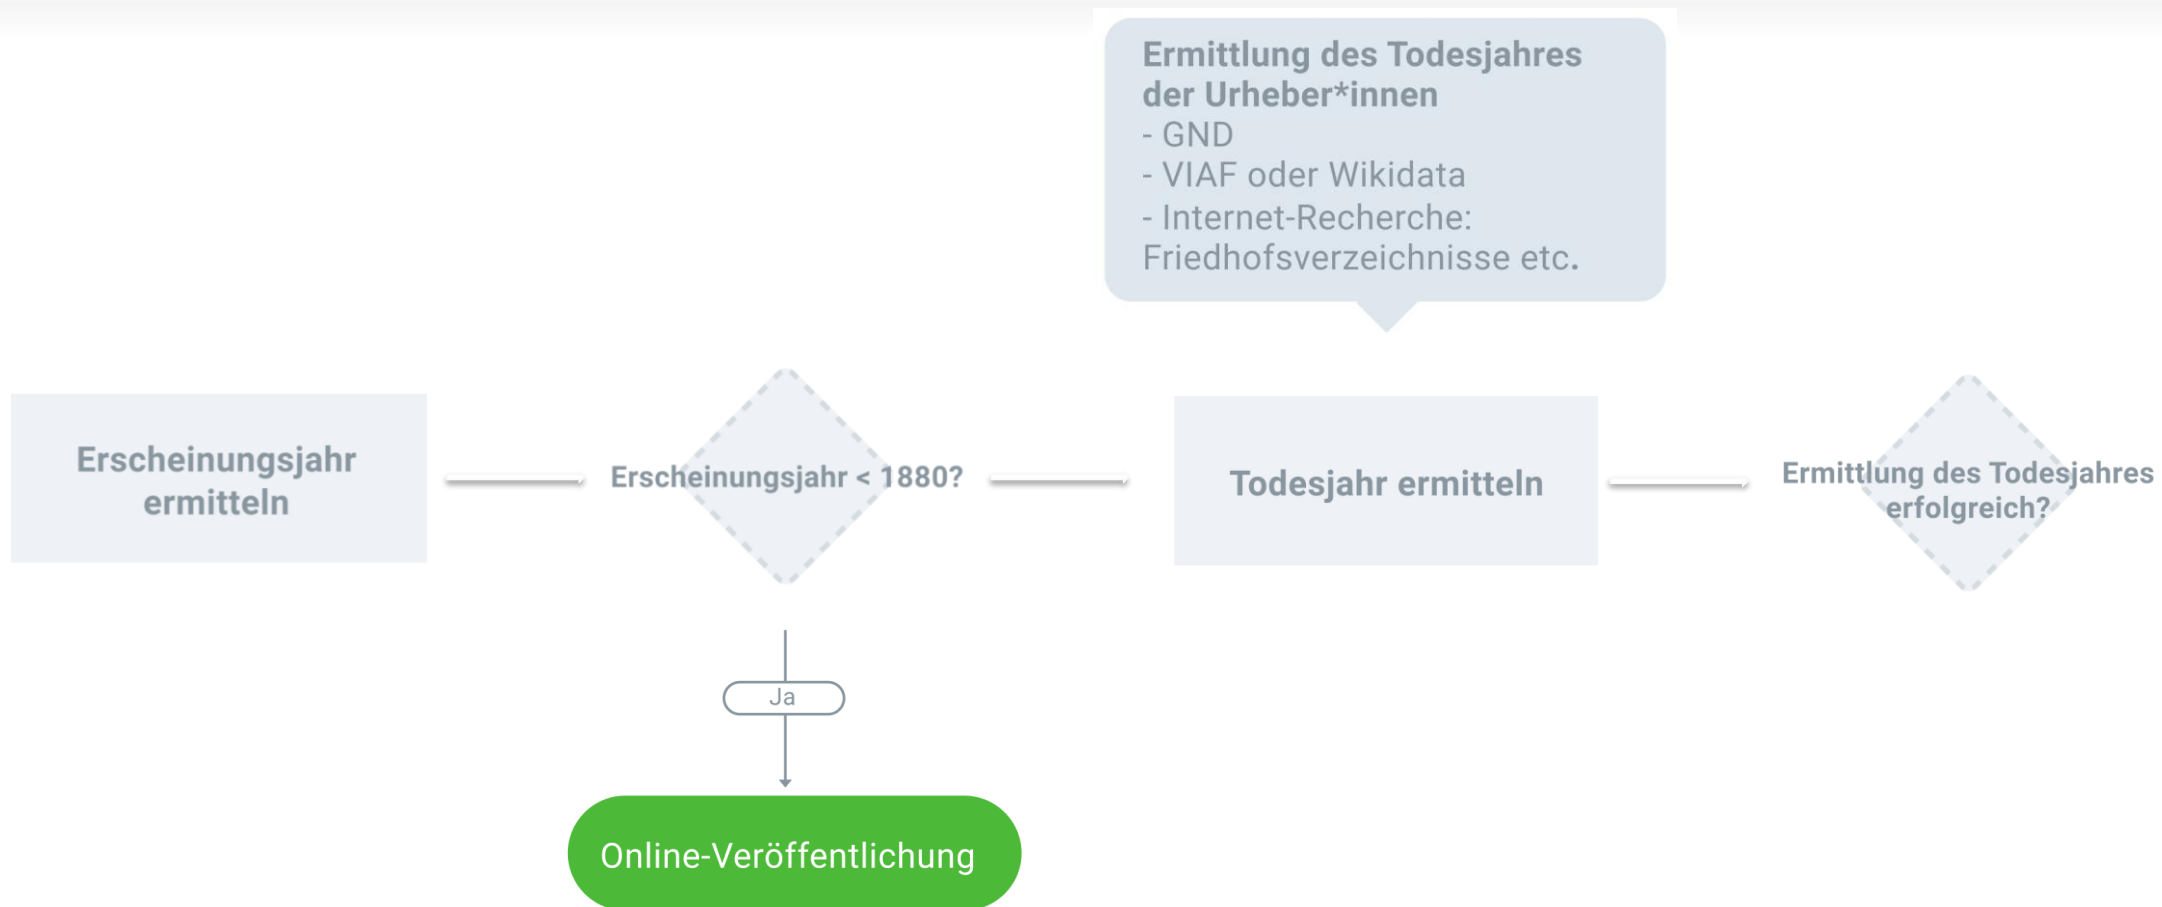 Ermittlung des Todesjahres
der Urheber*innen
- GND
- VIAF oder Wikidata
- Internet-Recherche:
Friedhofsverzeichnisse etc.
Erscheinungsjahr
ermitteln
Erscheinungsjahr < 1880?
Todesjahr ermitteln
Ermittlung des Todesjahres
erfolgreich?
Ja
Online-Veröffentlichung